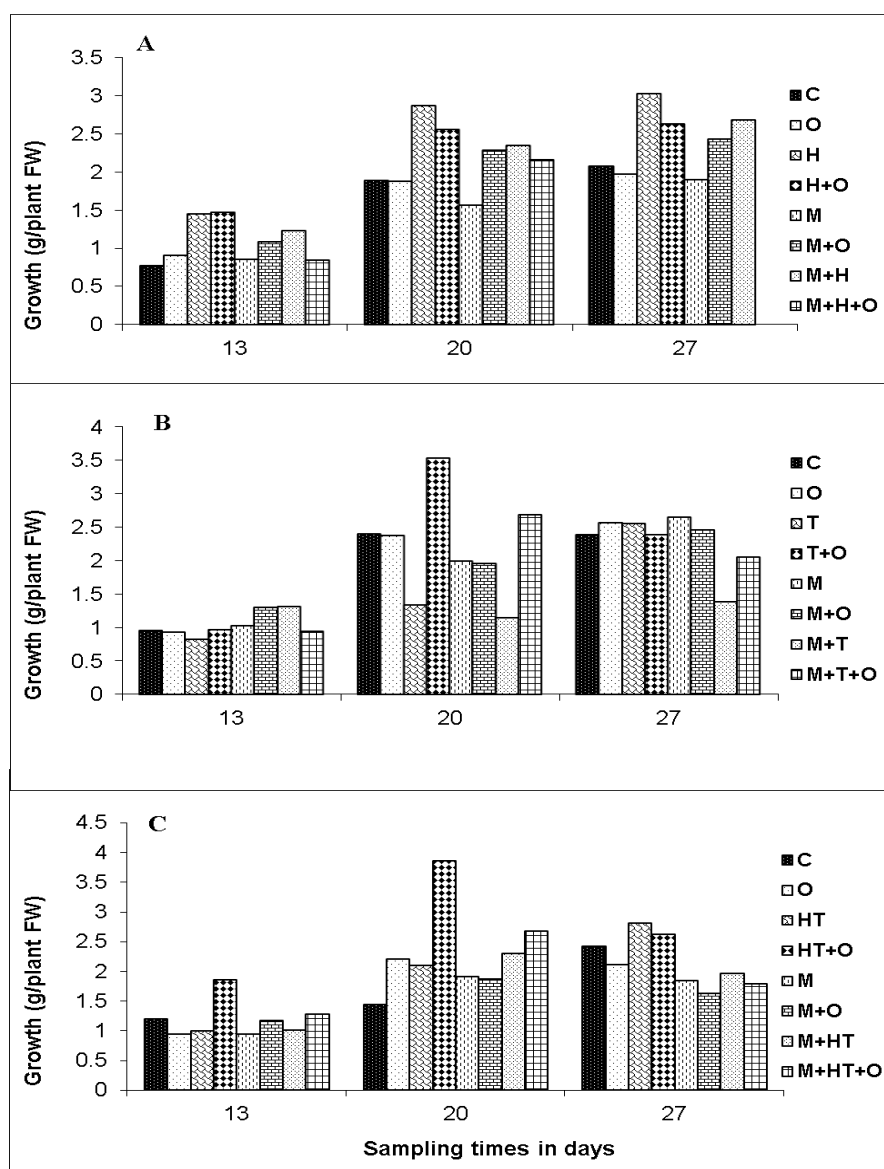 A
Growth (g/plant FW)
3.5
3
2.5
2
1.5
1
0.5
0
13
20
27
C
O
H
H+O
M
M+O
M+H
M+H+O
B
Growth (g/plant FW)
4
3.5
3
2.5
2
1.5
1
0.5
0
13
20
27
C
O
T
T+O
M
M+O
M+T
M+T+O
C
Growth (g/plant FW)
4.5
4
3.5
3
2.5
2
1.5
1
0.5
0
13
20
27
C
O
HT
HT+O
M
M+O
M+HT
M+HT+O
Sampling times in days